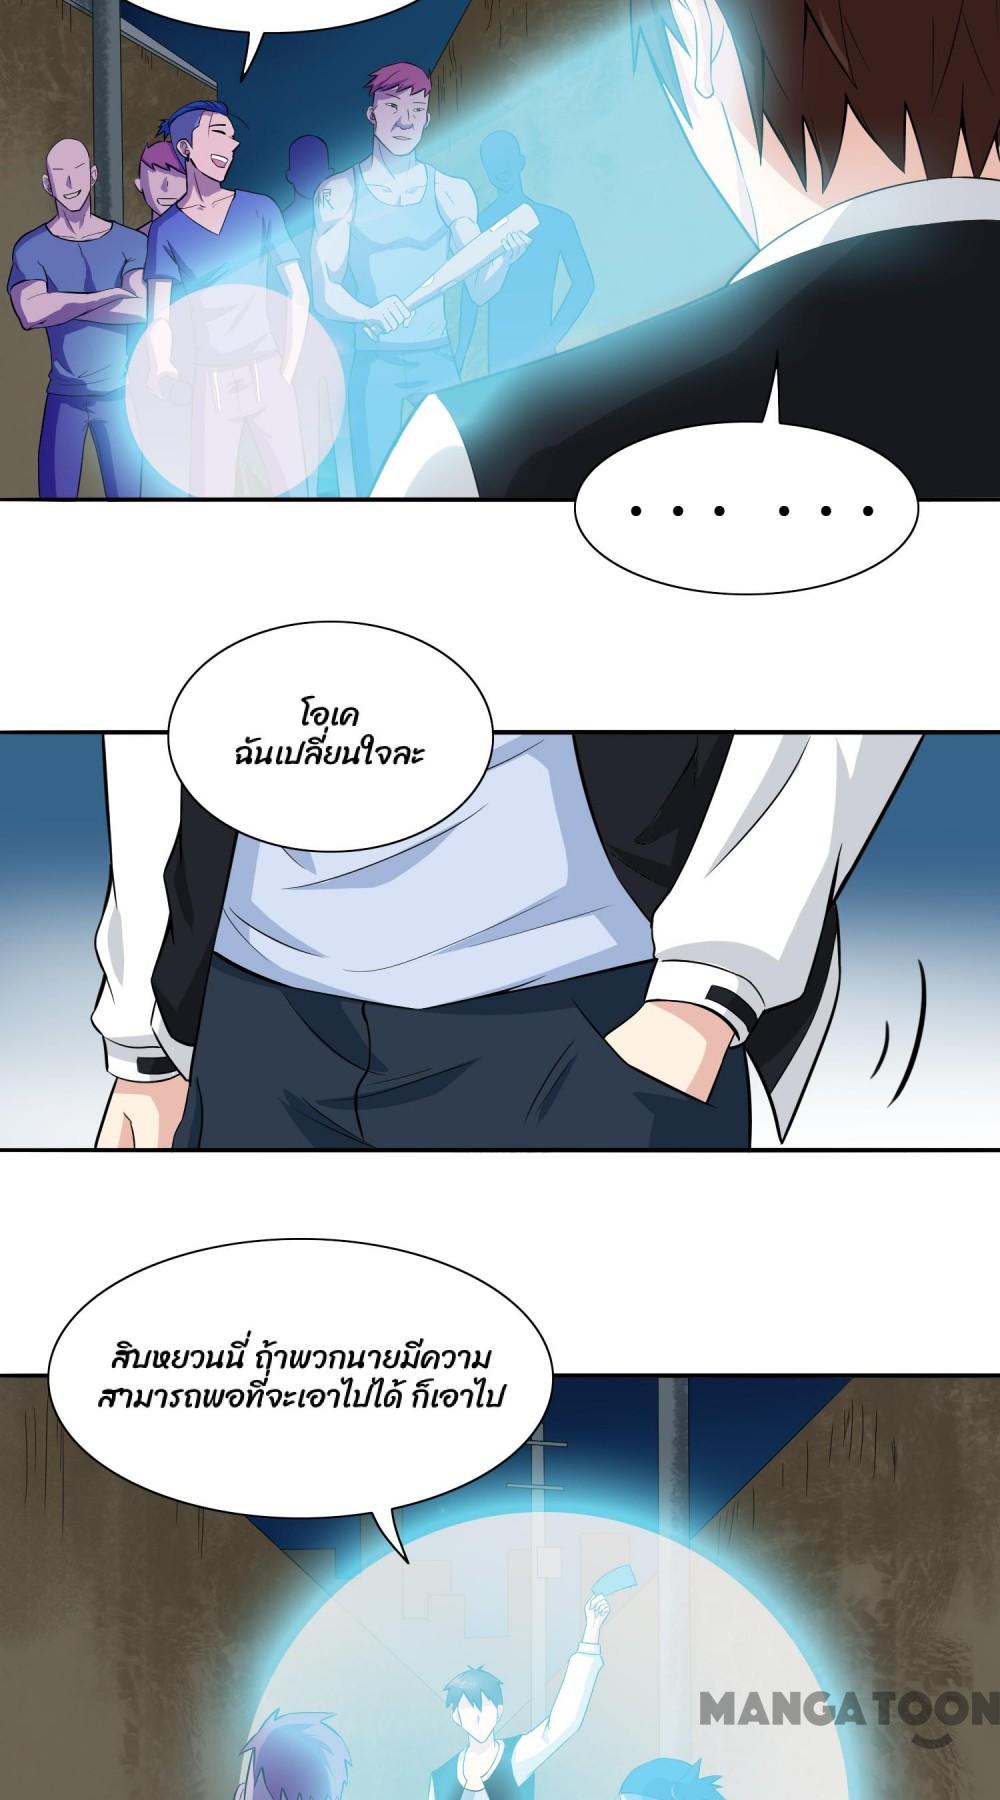 ... ...
โอเค
ฉันเปลี่ยนใจละ
สิบหยวนนี่ ถ้าพวกนายมีความ
สามารถพอที่จะเอาไปได้ ก็เอาไป
MANGATOON